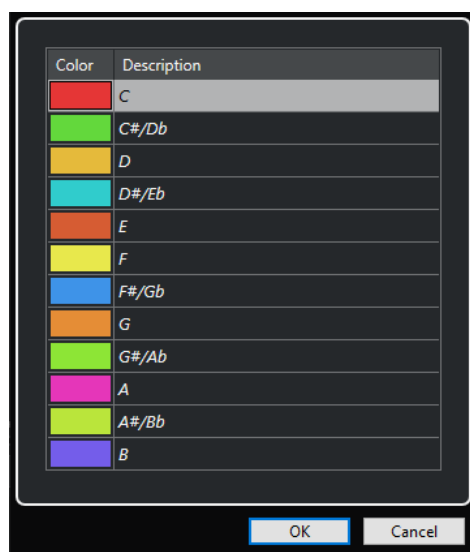 Color Description
C
C#/Db
D
D#/Eb
E
F
F#/Gb
G
G#/Ab
A
A#/Bb
B
OK Cancel